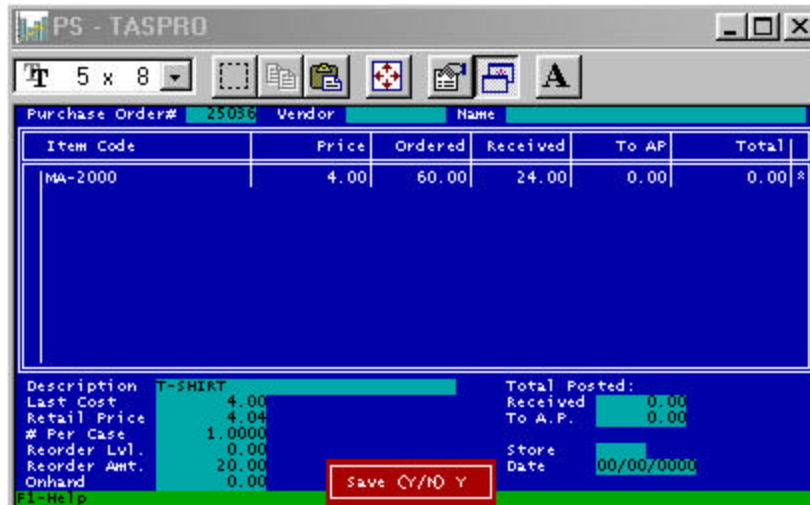 PS - TASPRO
5 x 8 A
Purchase Order# 25036 Vendor Name
Item Code Price Ordered Received To AP Total
MA-2000 4.00 60.00 24.00 0.00 0.00 *
Description T-SHIRT Total Posted:
Last Cost 4.00 Received 0.00
Retail Price 4.04 To A.P. 0.00
# Per Case 1.0000
Reorder Lvl. 0.00 Store
Reorder Amt. 20.00 Date 00/00/0000
Onhand 0.00 Save (Y/N) Y
F1-Help